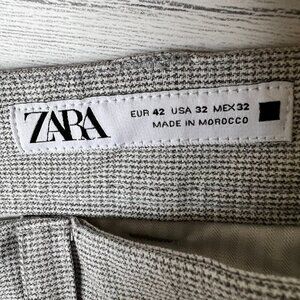 ZARA
EUR 42 USA 32 MEX 32
MADE IN MOROCCO